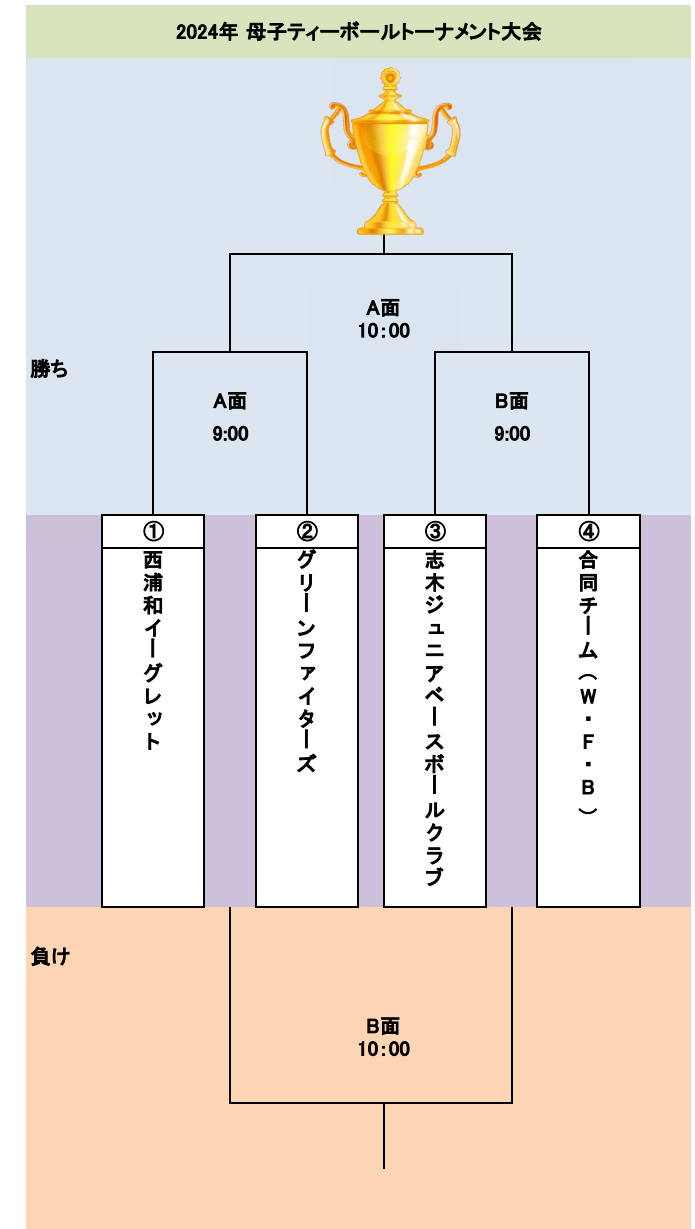 2024年 母子ティーボールトーナメント大会
A面
10：00
勝ち
A面
9:00
B面
9:00
①
西浦和イーグレット
②
グリーンファイターズ
③
志木ジュニアベースボールクラブ
④
合同チーム（W・F・B）
負け
B面
10：00